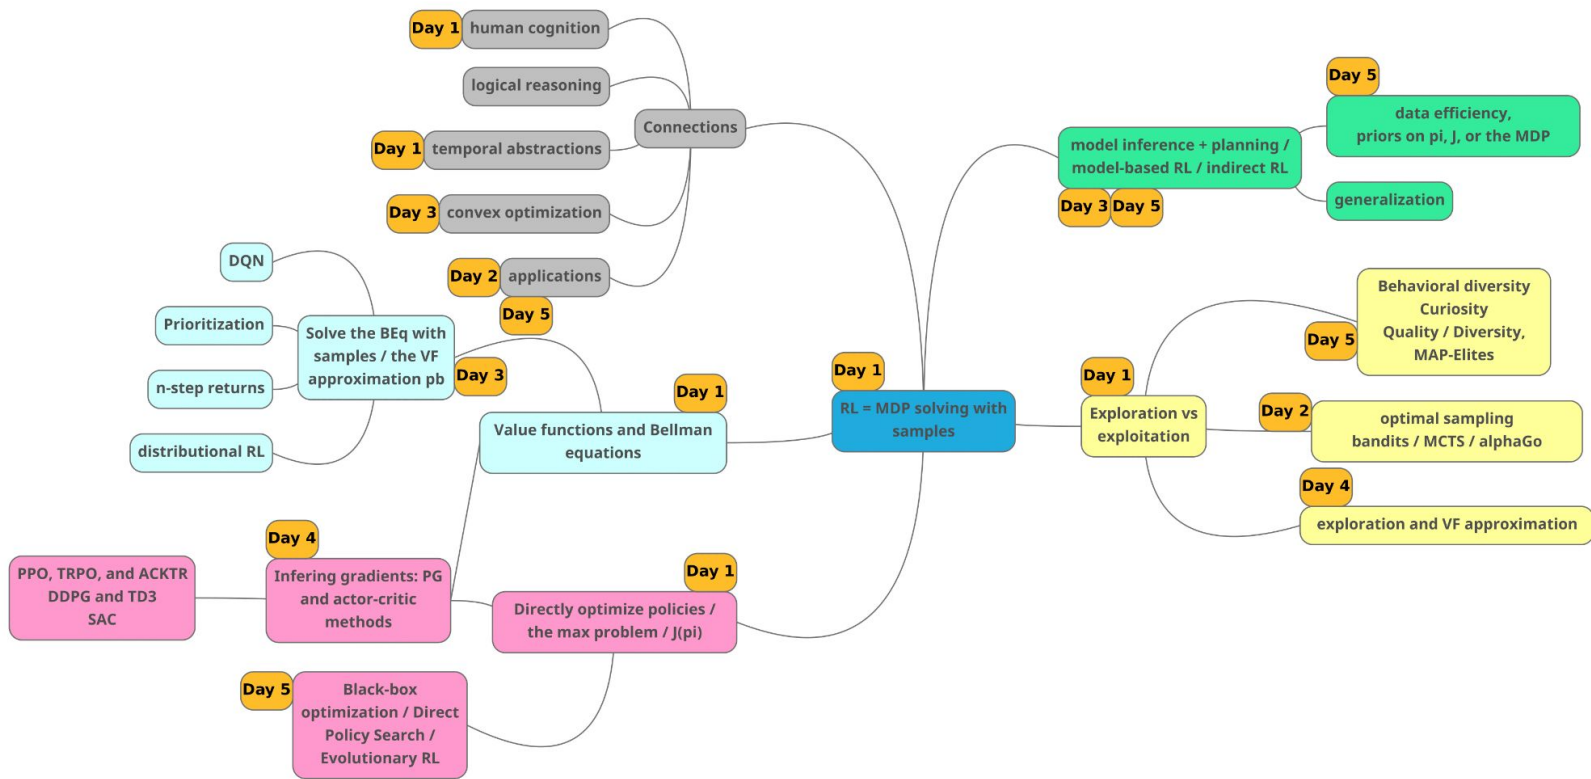 Day 1
human cognition
logical reasoning
Day 1
temporal abstractions
Day 3
convex optimization
Day 2
applications
Day 5
Connections
DQN
Prioritization
n-step returns
distributional RL
Solve the BEq with
samples / the VF
approximation pb
Day 3
Day 1
Value functions and Bellman
equations
Day 1
RL = MDP solving with
samples
Day 4
Infering gradients: PG
and actor-critic
methods
PPO, TRPO, and ACKTR
DDPG and TD3
SAC
Day 1
Directly optimize policies /
the max problem / J(pi)
Day 5
Black-box
optimization / Direct
Policy Search /
Evolutionary RL
model inference + planning /
model-based RL / indirect RL
Day 3
Day 5
Day 5
data efficiency,
priors on pi, J, or the MDP
generalization
Day 1
Exploration vs
exploitation
Behavioral diversity
Curiosity
Quality / Diversity,
MAP-Elites
Day 5
Day 2
optimal sampling
bandits / MCTS / alphaGo
Day 4
exploration and VF approximation